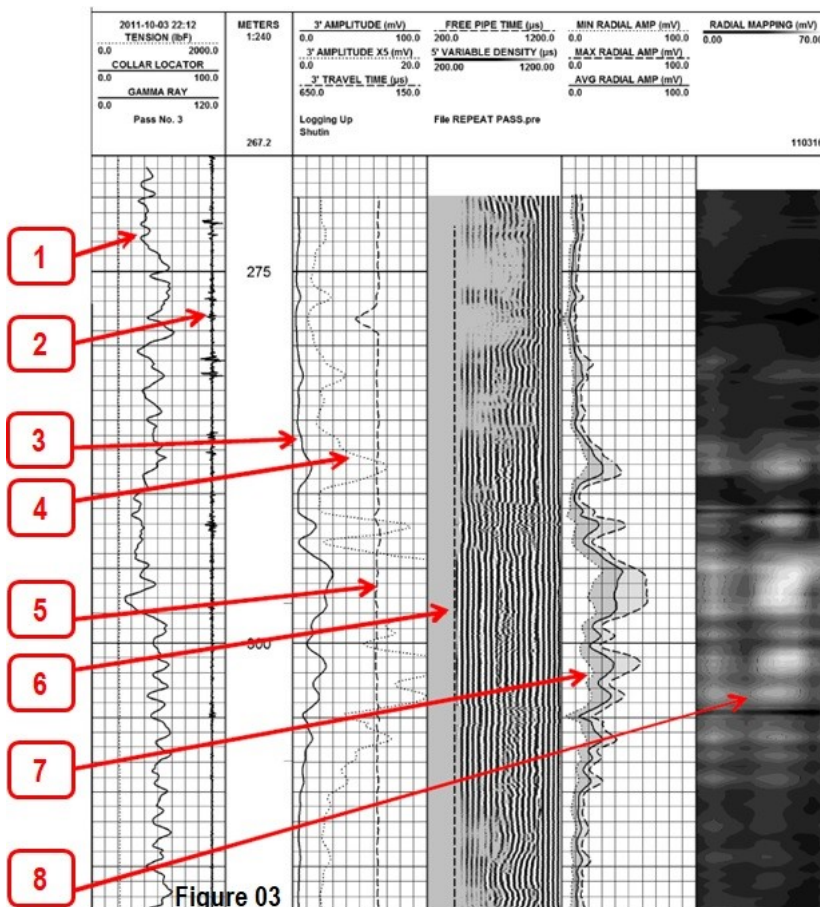 2011-10-03 22:12
TENSION (lbF)
0.0 2000.0
COLLAR LOCATOR
0.0 100.0
GAMMA RAY
0.0 120.0
Pass No. 3
METERS
1:240
267.2
3' AMPLITUDE (mV)
0.0 100.0
3' AMPLITUDE X5 (mV)
0.0 20.0
3' TRAVEL TIME (µs)
650.0 150.0
Logging Up
Shutin
FREE PIPE TIME (µs)
200.0 1200.0
5' VARIABLE DENSITY (µs)
200.00 1200.00
File REPEAT PASS.pre
MIN RADIAL AMP (mV)
0.0 100.0
MAX RADIAL AMP (mV)
0.0 100.0
AVG RADIAL AMP (mV)
0.0 100.0
RADIAL MAPPING (mV)
0.00 70.00
110316
1
275
2
3
4
5
300
6
7
8
Figure 03